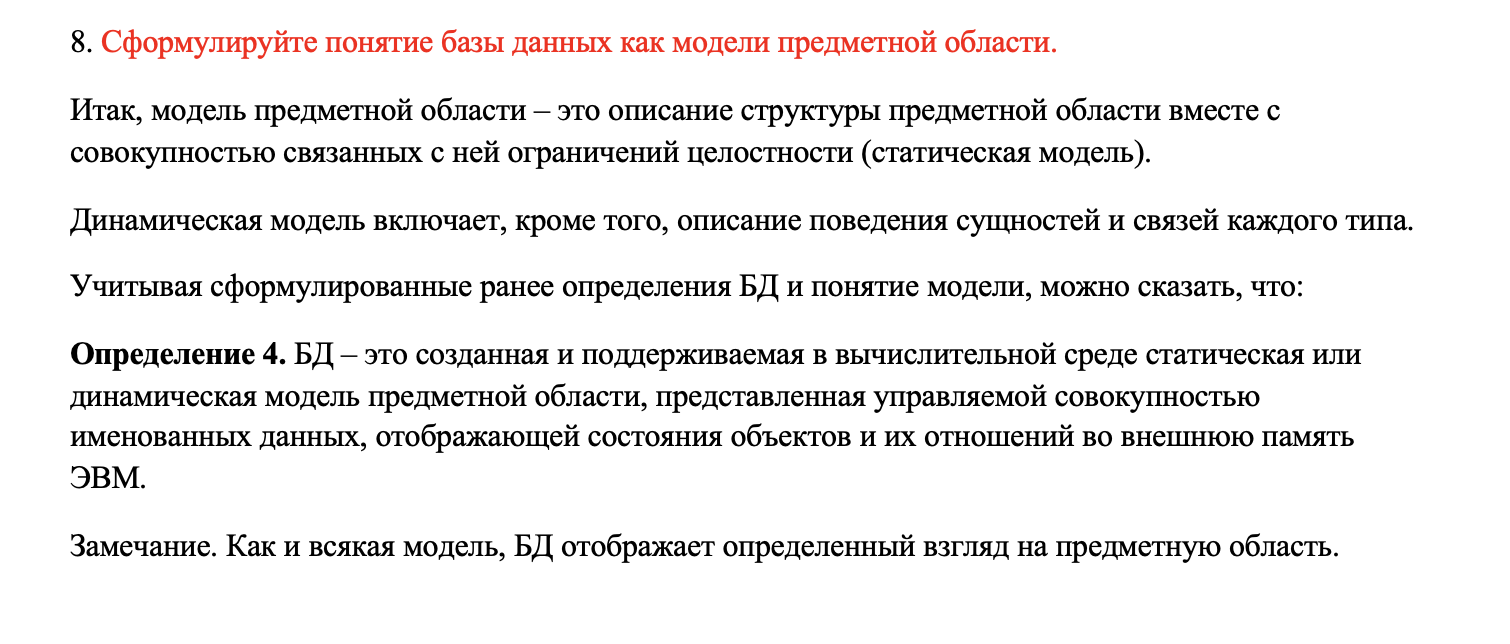 8. Сформулируйте понятие базы данных как модели предметной области.
Итак, модель предметной области – это описание структуры предметной области вместе с
совокупностью связанных с ней ограничений целостности (статическая модель).
Динамическая модель включает, кроме того, описание поведения сущностей и связей каждого типа.
Учитывая сформулированные ранее определения БД и понятие модели, можно сказать, что:
Определение 4. БД – это созданная и поддерживаемая в вычислительной среде статическая или
динамическая модель предметной области, представленная управляемой совокупностью
именованных данных, отображающей состояния объектов и их отношений во внешнюю память
ЭВМ.
Замечание. Как и всякая модель, БД отображает определенный взгляд на предметную область.